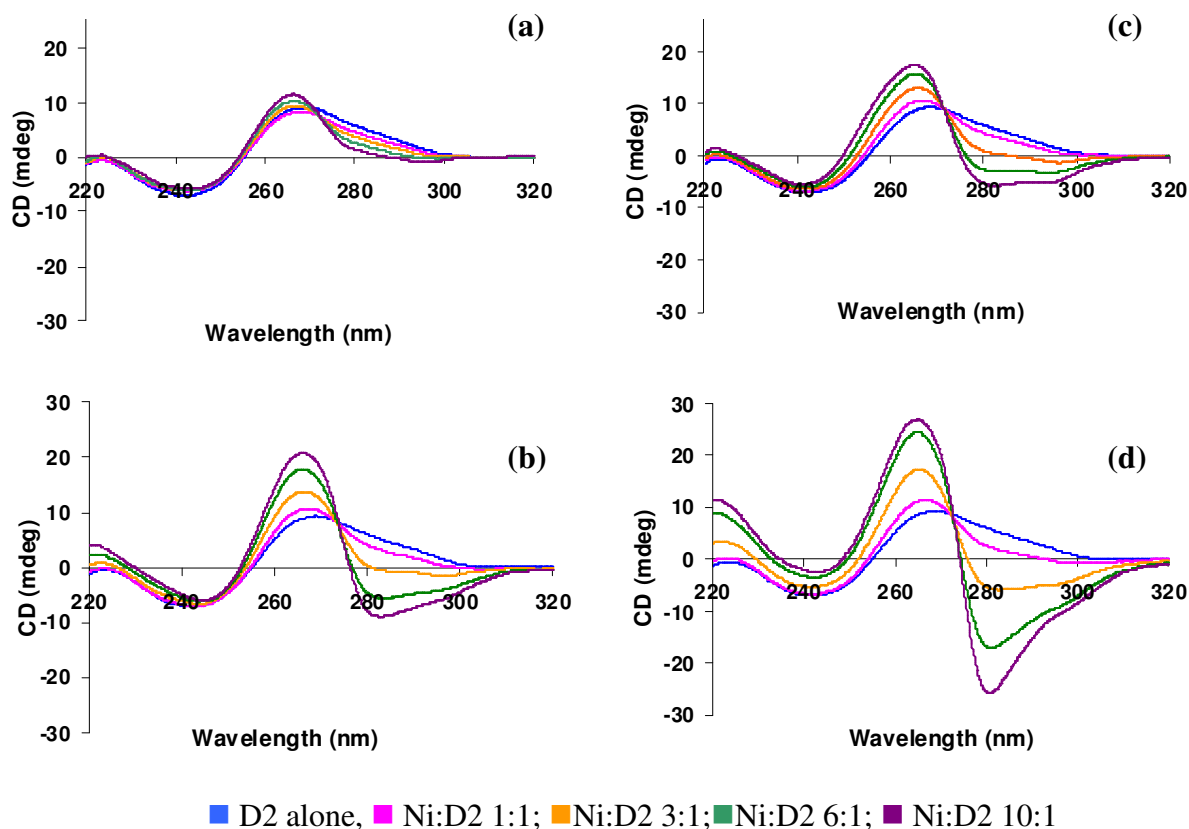 (a)
CD (mdeg)
20
10
0
-10
-20
-30
220 240 260 280 300 320
Wavelength (nm)
(c)
CD (mdeg)
20
10
0
-10
-20
-30
220 240 260 280 300 320
Wavelength (nm)
(b)
CD (mdeg)
30
20
10
0
-10
-20
-30
220 240 260 280 300 320
Wavelength (nm)
(d)
CD (mdeg)
30
20
10
0
-10
-20
-30
220 240 260 280 300 320
Wavelength (nm)
D2 alone, Ni:D2 1:1; Ni:D2 3:1; Ni:D2 6:1; Ni:D2 10:1